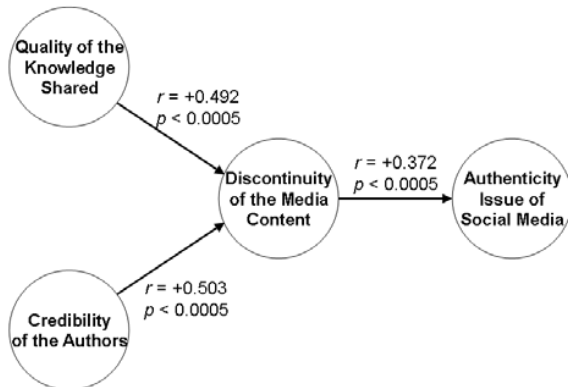 Quality of the
Knowledge
Shared
r = +0.492
p < 0.0005
Discontinuity
of the Media
Content
r = +0.372
p < 0.0005
Authenticity
Issue of
Social Media
r = +0.503
p < 0.0005
Credibility
of the Authors